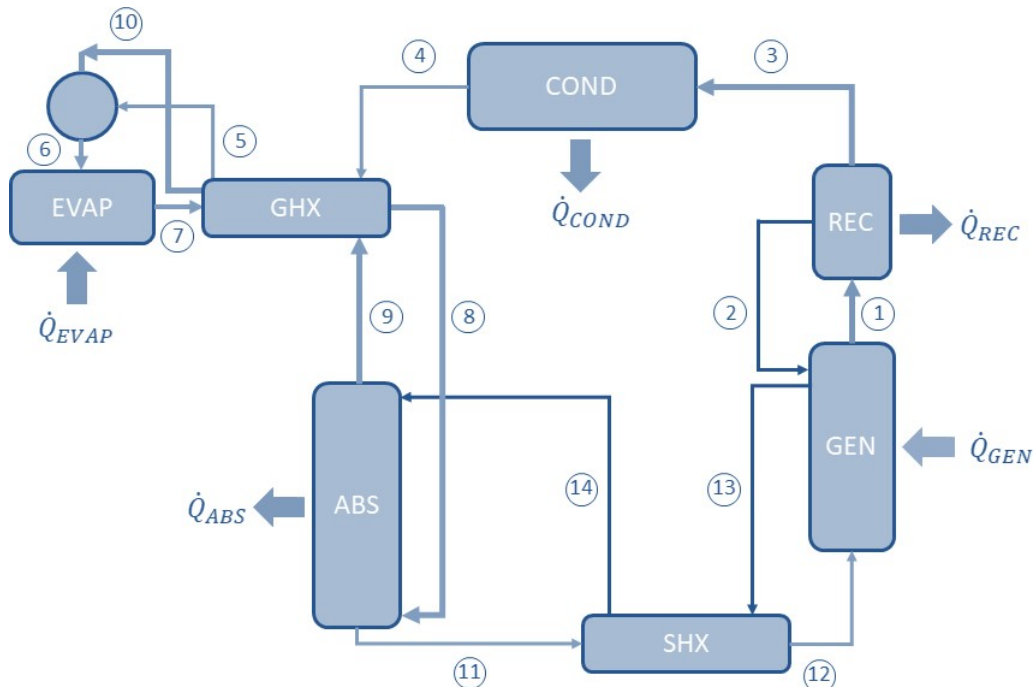 10
4
3
COND
6
5
EVAP
7
GHX
Q̇COND
REC
Q̇REC
Q̇EVAP
9
8
2
1
GEN
Q̇GEN
Q̇ABS
ABS
14
13
SHX
11
12